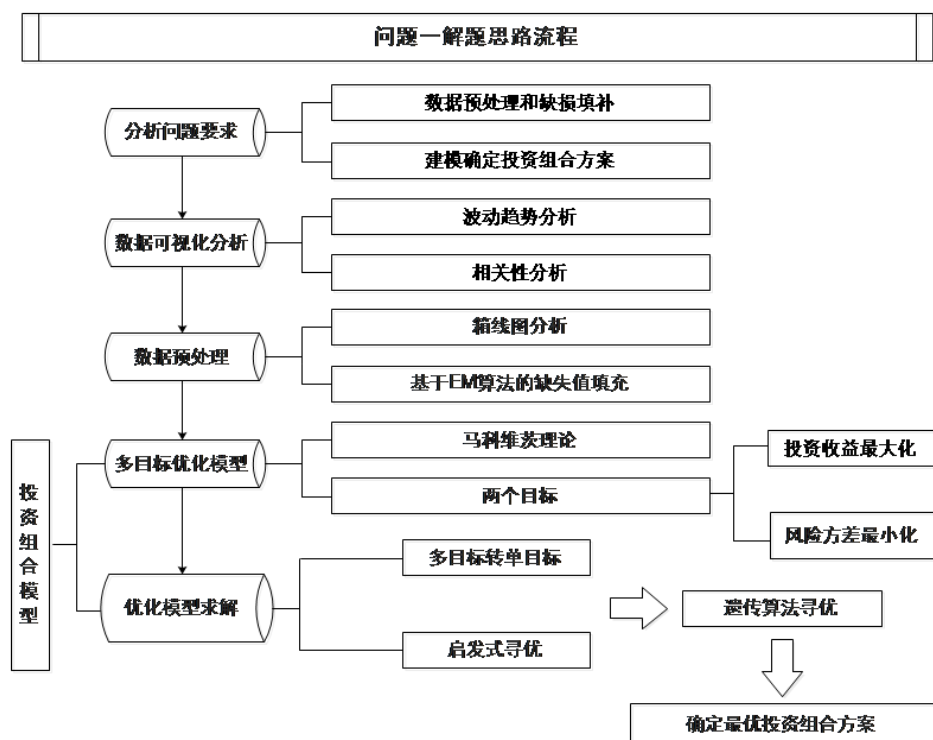 问题一解题思路流程
分析问题要求
数据预处理和缺损填补
建模确定投资组合方案
数据可视化分析
波动趋势分析
相关性分析
数据预处理
箱线图分析
基于EM算法的缺失值填充
投资组合模型
多目标优化模型
马科维茨理论
两个目标
投资收益最大化
风险方差最小化
优化模型求解
多目标转单目标
启发式寻优
遗传算法寻优
确定最优投资组合方案